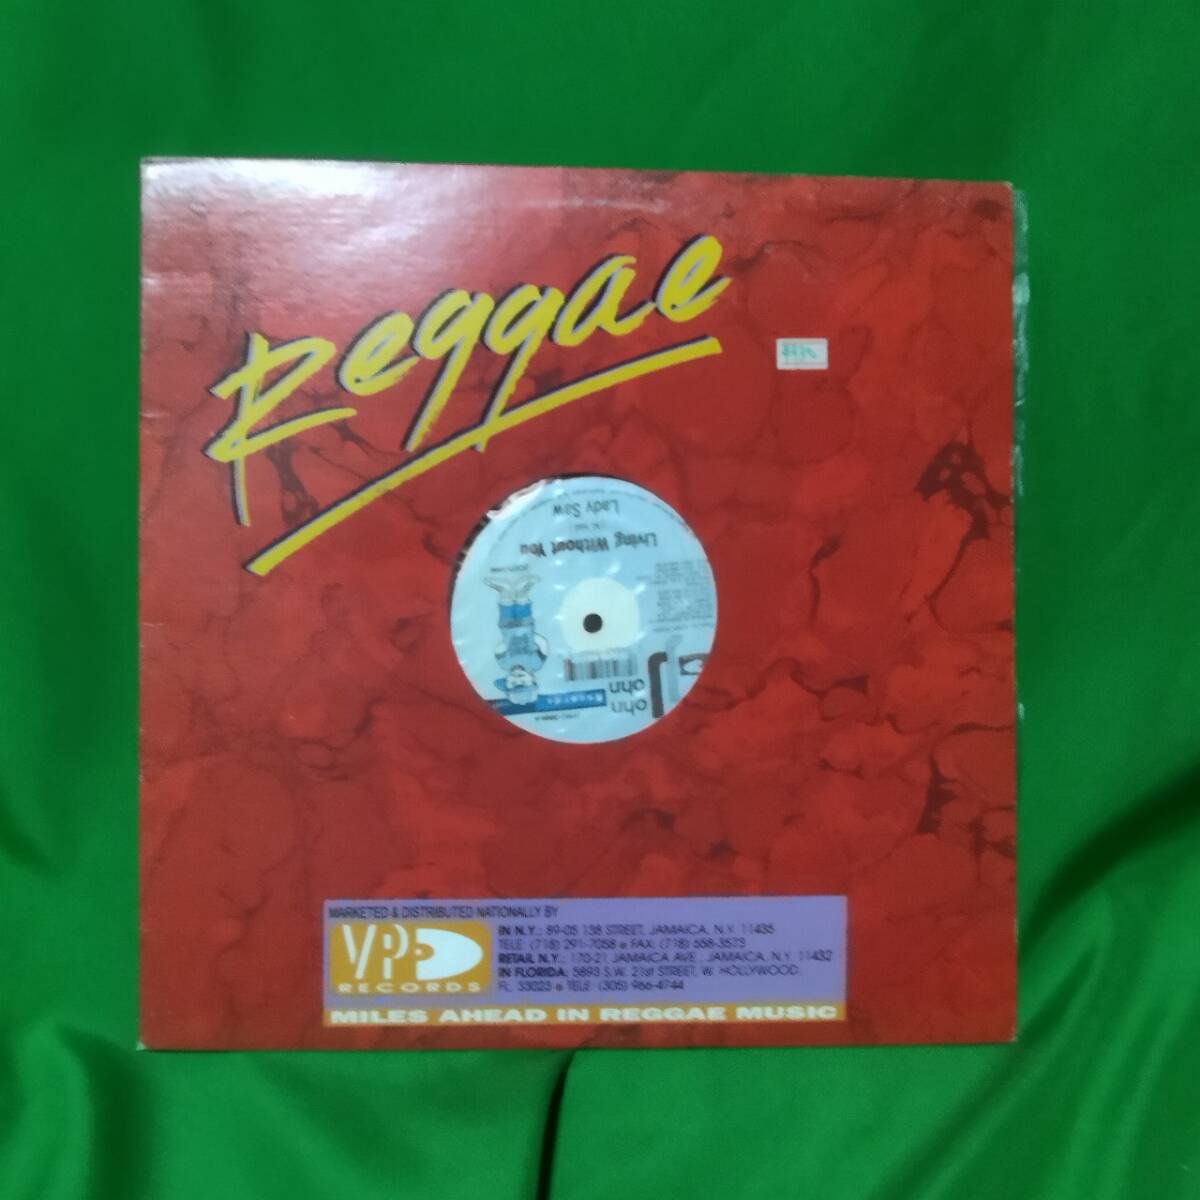 Reggae
Living Without You
Lady Saw
John
ohn
MARKETED & DISTRIBUTED NATIONALLY BY
VP
RECORDS
IN N.Y.: 89-05 138 STREET, JAMAICA, N.Y. 11435
TELE: (718) 291-7058 • FAX: (718) 658-3573
RETAIL N.Y.: 170-21 JAMAICA AVE., JAMAICA, N.Y. 11432
IN FLORIDA: 5893 S.W. 21st STREET, W. HOLLYWOOD,
FL. 33023 • TELE: (305) 966-4744
MILES AHEAD IN REGGAE MUSIC